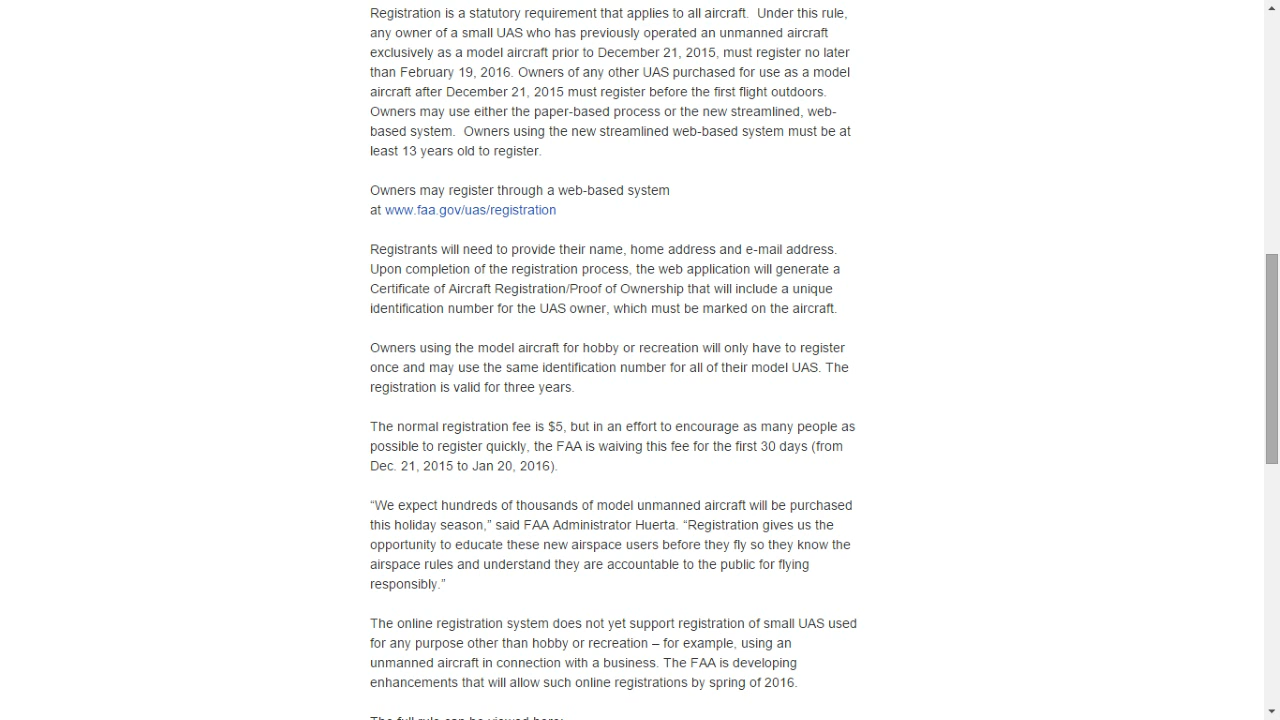 Registration is a statutory requirement that applies to all aircraft.  Under this rule,
any owner of a small UAS who has previously operated an unmanned aircraft
exclusively as a model aircraft prior to December 21, 2015, must register no later
than February 19, 2016. Owners of any other UAS purchased for use as a model
aircraft after December 21, 2015 must register before the first flight outdoors.
Owners may use either the paper-based process or the new streamlined, web-
based system.  Owners using the new streamlined web-based system must be at
least 13 years old to register.
Owners may register through a web-based system
at www.faa.gov/uas/registration
Registrants will need to provide their name, home address and e-mail address.
Upon completion of the registration process, the web application will generate a
Certificate of Aircraft Registration/Proof of Ownership that will include a unique
identification number for the UAS owner, which must be marked on the aircraft.
Owners using the model aircraft for hobby or recreation will only have to register
once and may use the same identification number for all of their model UAS. The
registration is valid for three years.
The normal registration fee is $5, but in an effort to encourage as many people as
possible to register quickly, the FAA is waiving this fee for the first 30 days (from
Dec. 21, 2015 to Jan 20, 2016).
“We expect hundreds of thousands of model unmanned aircraft will be purchased
this holiday season,” said FAA Administrator Huerta. “Registration gives us the
opportunity to educate these new airspace users before they fly so they know the
airspace rules and understand they are accountable to the public for flying
responsibly.”
The online registration system does not yet support registration of small UAS used
for any purpose other than hobby or recreation – for example, using an
unmanned aircraft in connection with a business. The FAA is developing
enhancements that will allow such online registrations by spring of 2016.
The full rule can be viewed here: